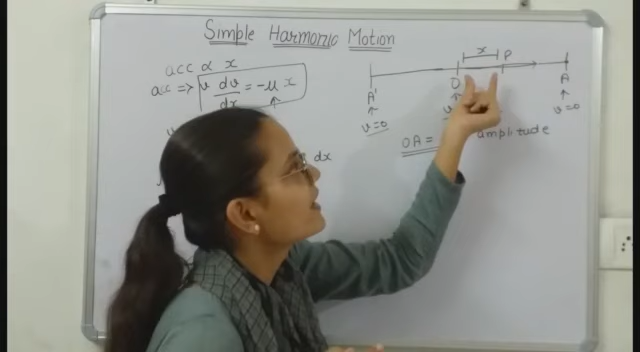 Simple Harmonic Motion
acc α x
acc ⇒ v dv/dx = -μ x
x
A' O P A
v=0 v v=0
OA = amplitude
dx